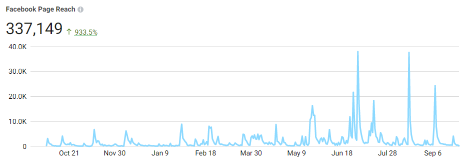 Facebook Page Reach
337,149 ↑ 933.5%
40.0K
30.0K
20.0K
10.0K
0
Oct 21 Nov 30 Jan 9 Feb 18 Mar 30 May 9 Jun 18 Jul 28 Sep 6